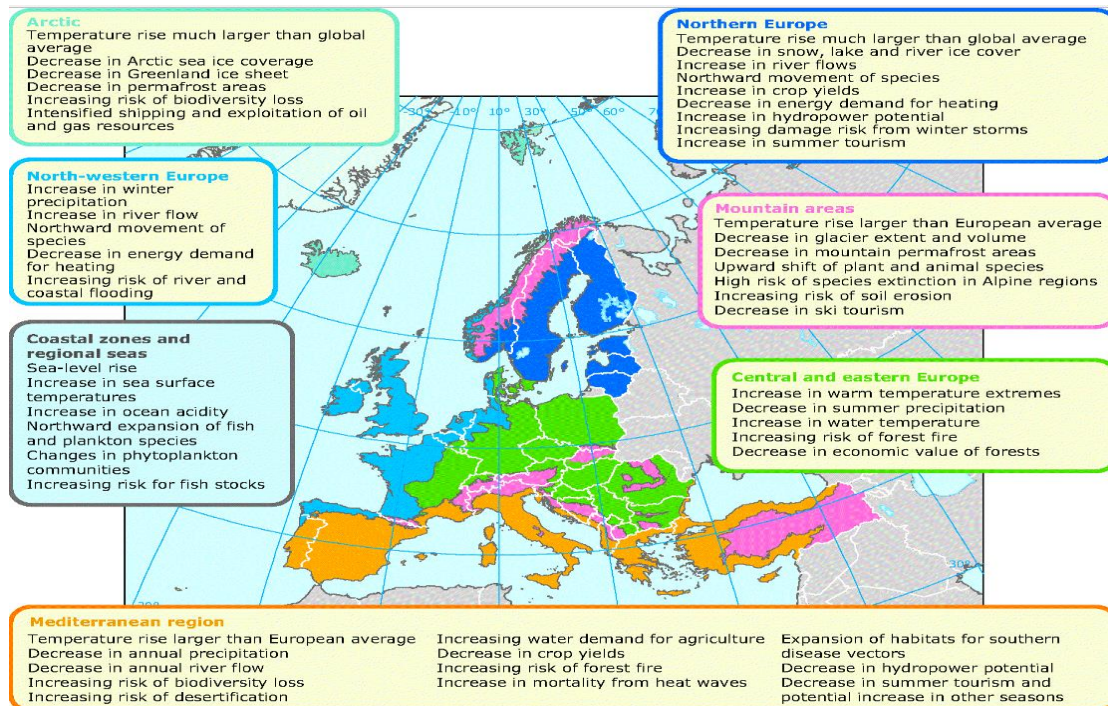 Arctic
Temperature rise much larger than global
average
Decrease in Arctic sea ice coverage
Decrease in Greenland ice sheet
Decrease in permafrost areas
Increasing risk of biodiversity loss
Intensified shipping and exploitation of oil
and gas resources
Northern Europe
Temperature rise much larger than global average
Decrease in snow, lake and river ice cover
Increase in river flows
Northward movement of species
Increase in crop yields
Decrease in energy demand for heating
Increase in hydropower potential
Increasing damage risk from winter storms
Increase in summer tourism
-10° 0° 10° 50° 60°
North-western Europe
Increase in winter
precipitation
Increase in river flow
Northward movement of
species
Decrease in energy demand
for heating
Increasing risk of river and
coastal flooding
Mountain areas
Temperature rise larger than European average
Decrease in glacier extent and volume
Decrease in mountain permafrost areas
Upward shift of plant and animal species
High risk of species extinction in Alpine regions
Increasing risk of soil erosion
Decrease in ski tourism
Coastal zones and
regional seas
Sea-level rise
Increase in sea surface
temperatures
Increase in ocean acidity
Northward expansion of fish
and plankton species
Changes in phytoplankton
communities
Increasing risk for fish stocks
Central and eastern Europe
Increase in warm temperature extremes
Decrease in summer precipitation
Increase in water temperature
Increasing risk of forest fire
Decrease in economic value of forests
Mediterranean region
Temperature rise larger than European average
Decrease in annual precipitation
Decrease in annual river flow
Increasing risk of biodiversity loss
Increasing risk of desertification
Increasing water demand for agriculture
Decrease in crop yields
Increasing risk of forest fire
Increase in mortality from heat waves
Expansion of habitats for southern
disease vectors
Decrease in hydropower potential
Decrease in summer tourism and
potential increase in other seasons